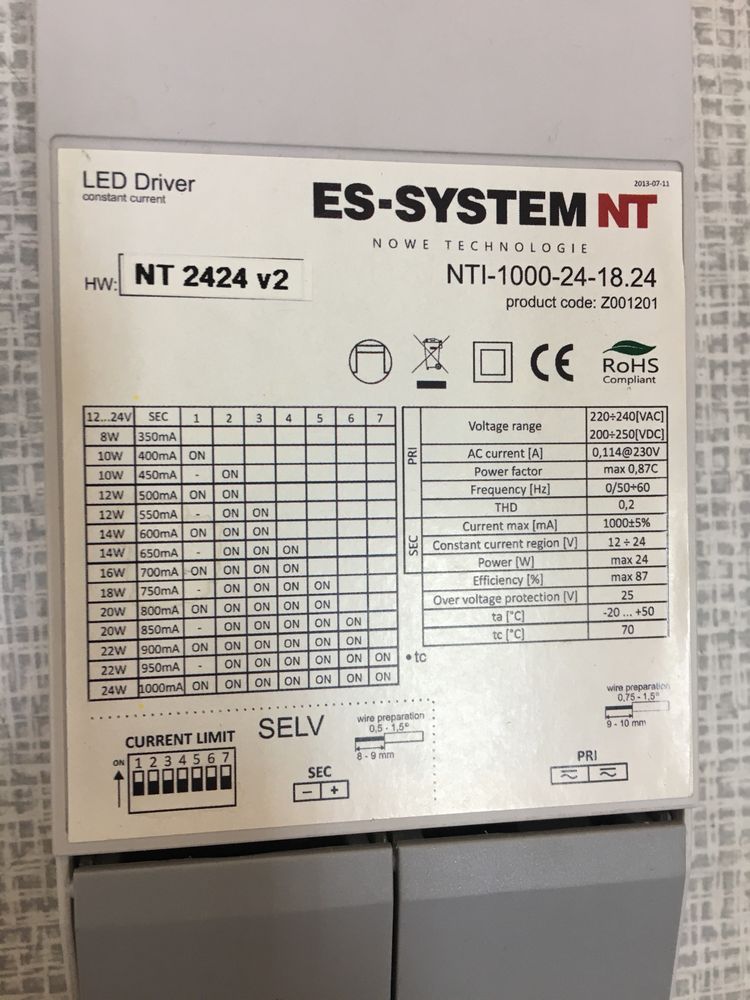 LED Driver
constant current
2013-07-11
ES-SYSTEM NT
NOWE TECHNOLOGIE
HW: NT 2424 v2
NTI-1000-24-18.24
product code: Z001201
CE
RoHS
Compliant
12...24V SEC 1 2 3 4 5 6 7
8W 350mA
10W 400mA ON
10W 450mA - ON
12W 500mA ON ON
12W 550mA - ON ON
14W 600mA ON ON ON
14W 650mA - ON ON ON
16W 700mA ON ON ON ON
18W 750mA - ON ON ON ON
20W 800mA ON ON ON ON ON
20W 850mA - ON ON ON ON ON
22W 900mA ON ON ON ON ON ON
22W 950mA - ON ON ON ON ON ON
24W 1000mA ON ON ON ON ON ON ON
PRI
Voltage range 220÷240[VAC]
200÷250[VDC]
AC current [A] 0,114@230V
Power factor max 0,87C
Frequency [Hz] 0/50÷60
THD 0,2
SEC
Current max [mA] 1000±5%
Constant current region [V] 12 ÷ 24
Power [W] max 24
Efficiency [%] max 87
Over voltage protection [V] 25
ta [°C] -20 ... +50
tc [°C] 70
• tc
CURRENT LIMIT
ON 1 2 3 4 5 6 7
SELV
wire preparation
0,5 - 1,5°
8 - 9 mm
SEC
- +
wire preparation
0,75 - 1,5°
9 - 10 mm
PRI